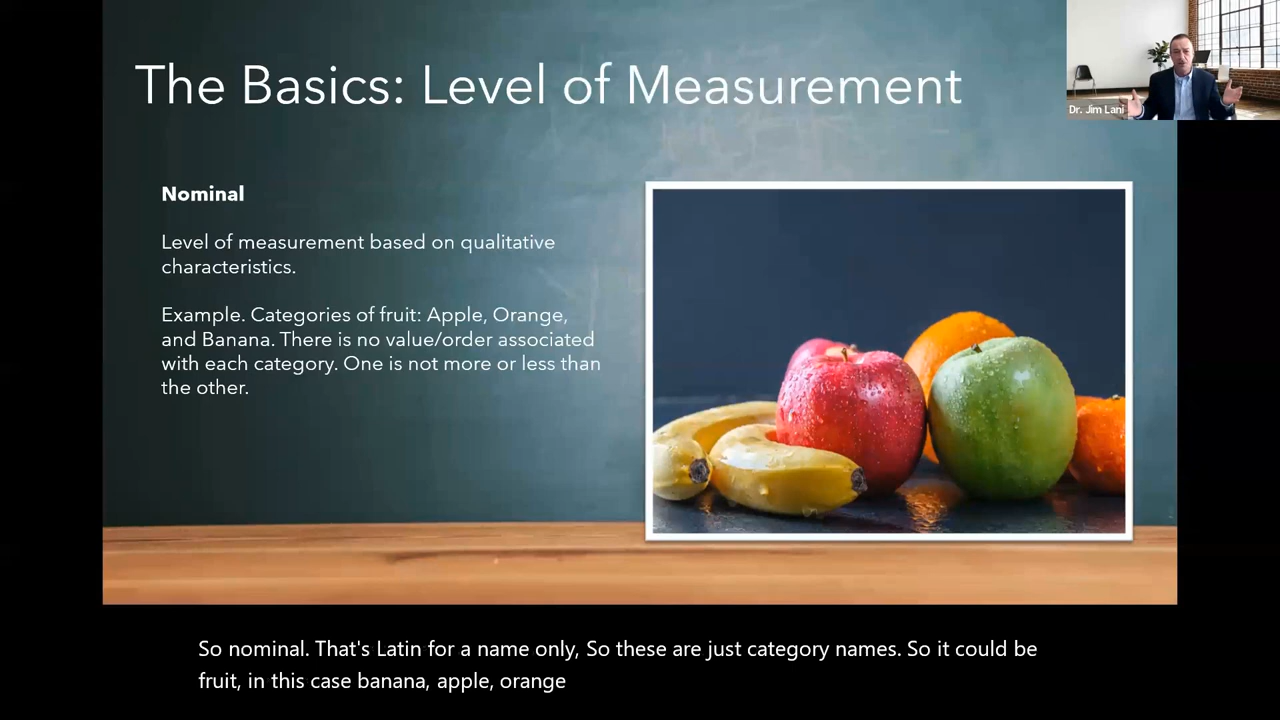 The Basics: Level of Measurement
Dr. Jim Lani
Nominal
Level of measurement based on qualitative
characteristics.
Example. Categories of fruit: Apple, Orange,
and Banana. There is no value/order associated
with each category. One is not more or less than
the other.
So nominal. That's Latin for a name only, So these are just category names. So it could be
fruit, in this case banana, apple, orange